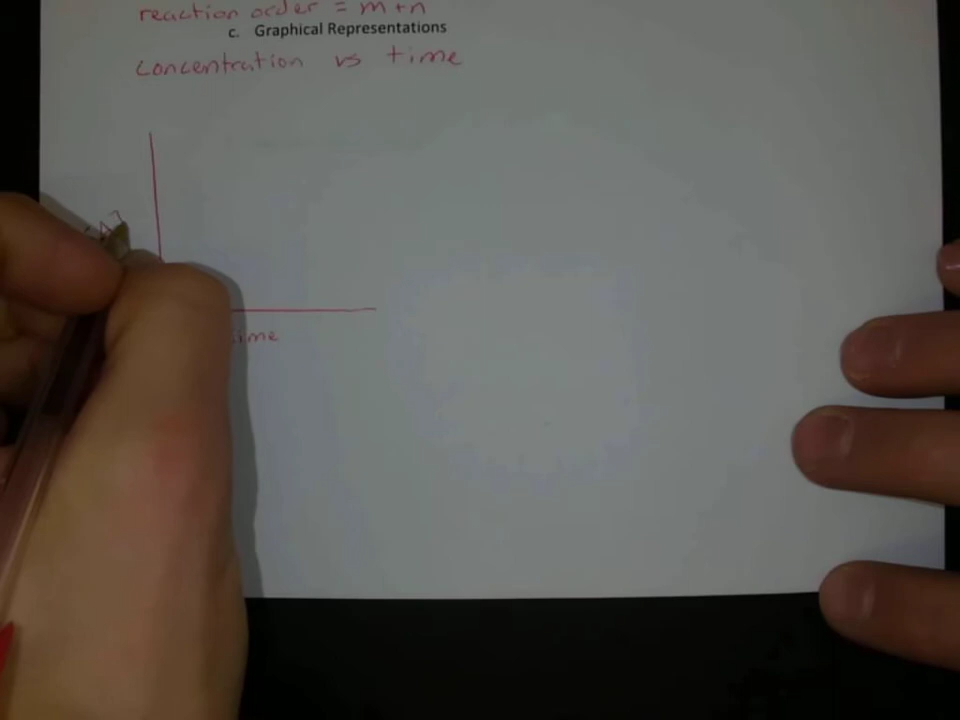 reaction order = m+n
c. Graphical Representations
concentration vs time
[A]
ime